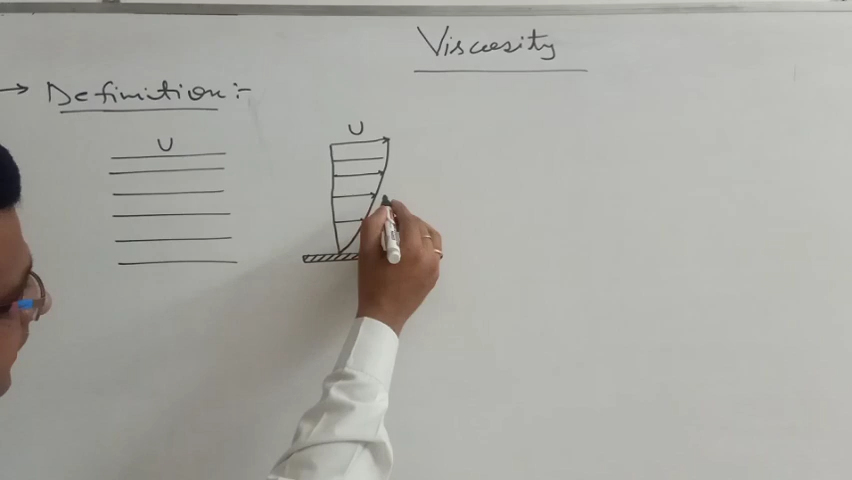 Viscosity
→ Definition :-
U
U